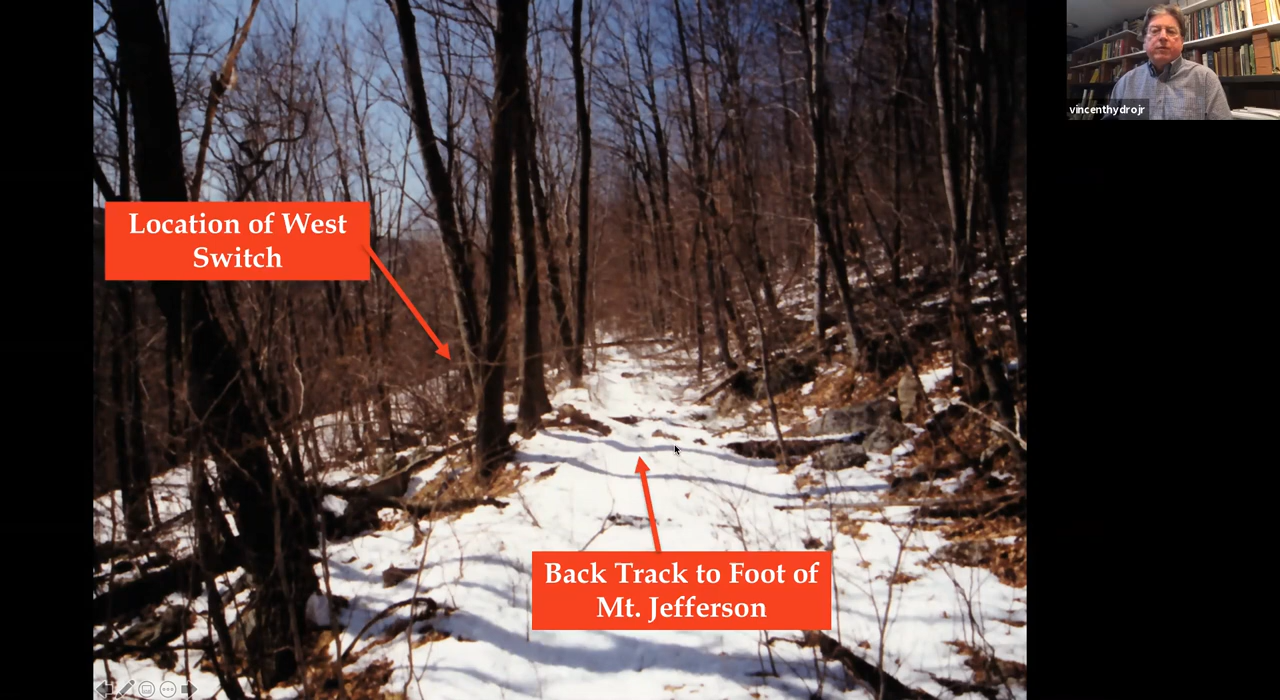 vincenthydrojr
Location of West
Switch
Back Track to Foot of
Mt. Jefferson